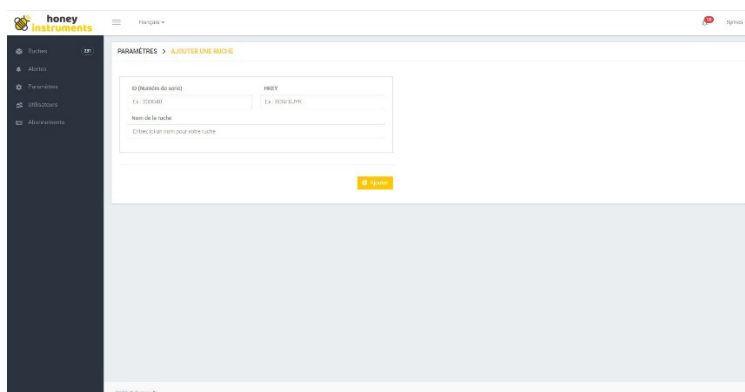 honey
instruments
Français
Ruches
Alertes
Paramètres
Utilisateurs
Abonnements
PARAMÈTRES > AJOUTER UNE RUCHE
ID (Numéro de série)
HKEY
Nom de la ruche
Entrez ici un nom pour votre ruche
Ajouter